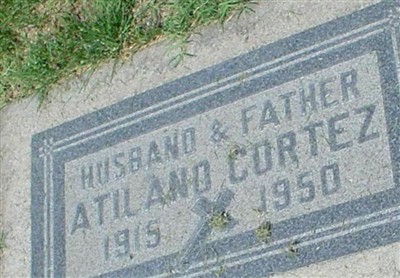 HUSBAND & FATHER
ATILANO CORTEZ
1915 1950